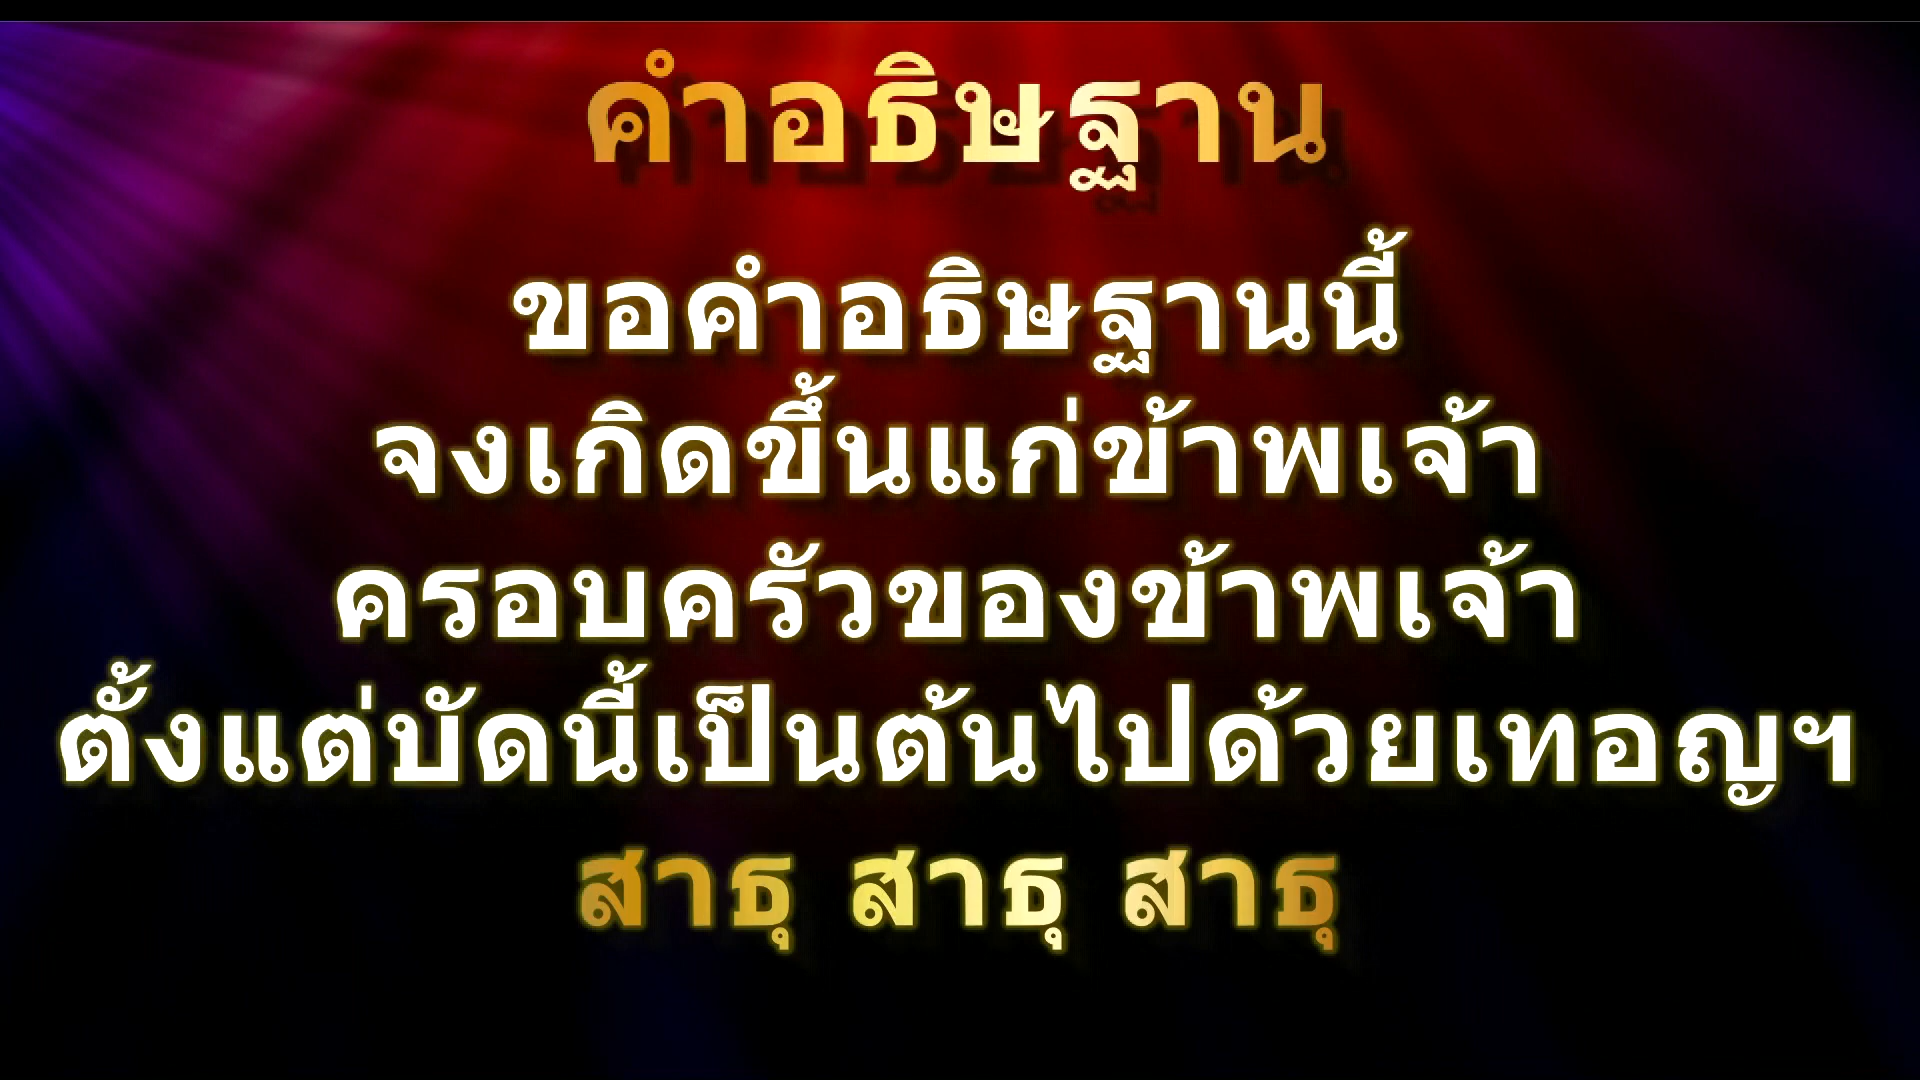 คำอธิษฐาน
ขอคำอธิษฐานนี้
จงเกิดขึ้นแก่ข้าพเจ้า
ครอบครัวของข้าพเจ้า
ตั้งแต่บัดนี้เป็นต้นไปด้วยเทอญฯ
สาธุ สาธุ สาธุ